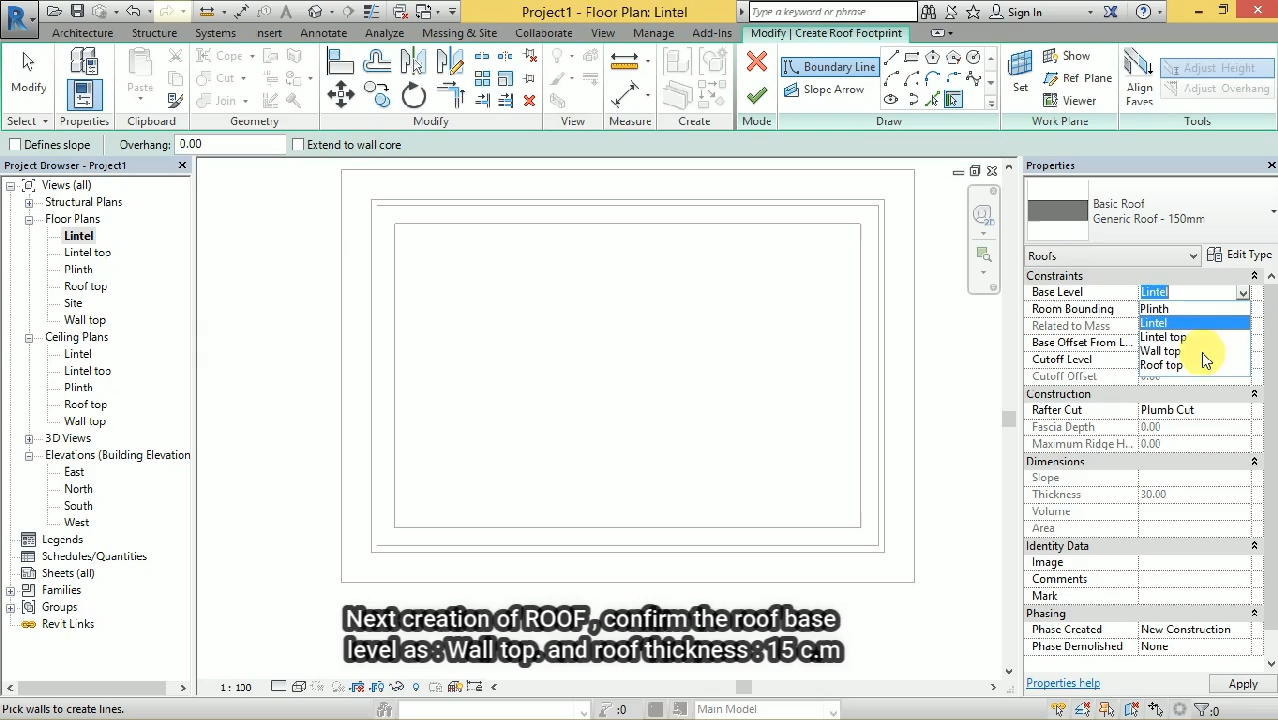 Project1 - Floor Plan: Lintel
Type a keyword or phrase
Sign In
Architecture
Structure
Systems
Insert
Annotate
Analyze
Massing & Site
Collaborate
View
Manage
Add-Ins
Modify | Create Roof Footprint
Modify
Paste
Cope
Cut
Join
Boundary Line
Slope Arrow
Set
Show
Ref Plane
Viewer
Align
Eaves
Adjust Height
Adjust Overhang
Select
Properties
Clipboard
Geometry
Modify
View
Measure
Create
Mode
Draw
Work Plane
Tools
Defines slope
Overhang: 0.00
Extend to wall core
Project Browser - Project1
Views (all)
Structural Plans
Floor Plans
Lintel
Lintel top
Plinth
Roof top
Site
Wall top
Ceiling Plans
Lintel
Lintel top
Plinth
Roof top
Wall top
3D Views
Elevations (Building Elevation
East
North
South
West
Legends
Schedules/Quantities
Sheets (all)
Families
Groups
Revit Links
2D
Properties
Basic Roof
Generic Roof - 150mm
Roofs
Edit Type
Constraints
Base Level Lintel
Room Bounding Plinth
Lintel
Related to Mass
Lintel top
Base Offset From L...
Wall top
Cutoff Level
Roof top
Cutoff Offset 0.00
Construction
Rafter Cut Plumb Cut
Fascia Depth 0.00
Maximum Ridge H... 0.00
Dimensions
Slope
Thickness 30.00
Volume
Area
Identity Data
Image
Comments
Mark
Phasing
Phase Created New Construction
Phase Demolished None
Properties help
Apply
Next creation of ROOF , confirm the roof base
level as : Wall top. and roof thickness : 15 c.m
1 : 100
Pick walls to create lines.
:0
Main Model
:0